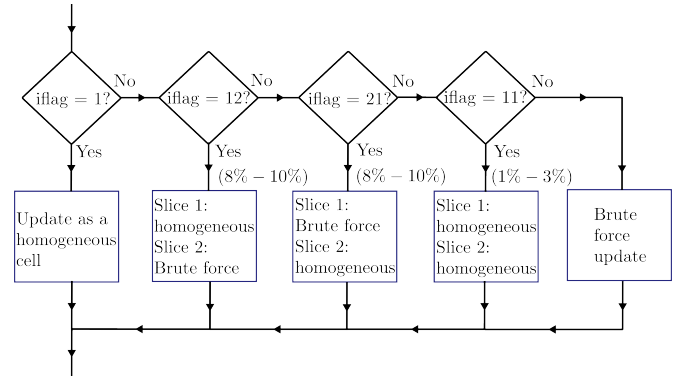 No
No
No
No
iflag = 1?
iflag = 12?
iflag = 21?
iflag = 11?
Yes
Yes
Yes
Yes
(8% − 10%)
(8% − 10%)
(1% − 3%)
Update as a
homogeneous
cell
Slice 1:
homogeneous
Slice 2:
Brute force
Slice 1:
Brute force
Slice 2:
homogeneous
Slice 1:
homogeneous
Slice 2:
homogeneous
Brute
force
update